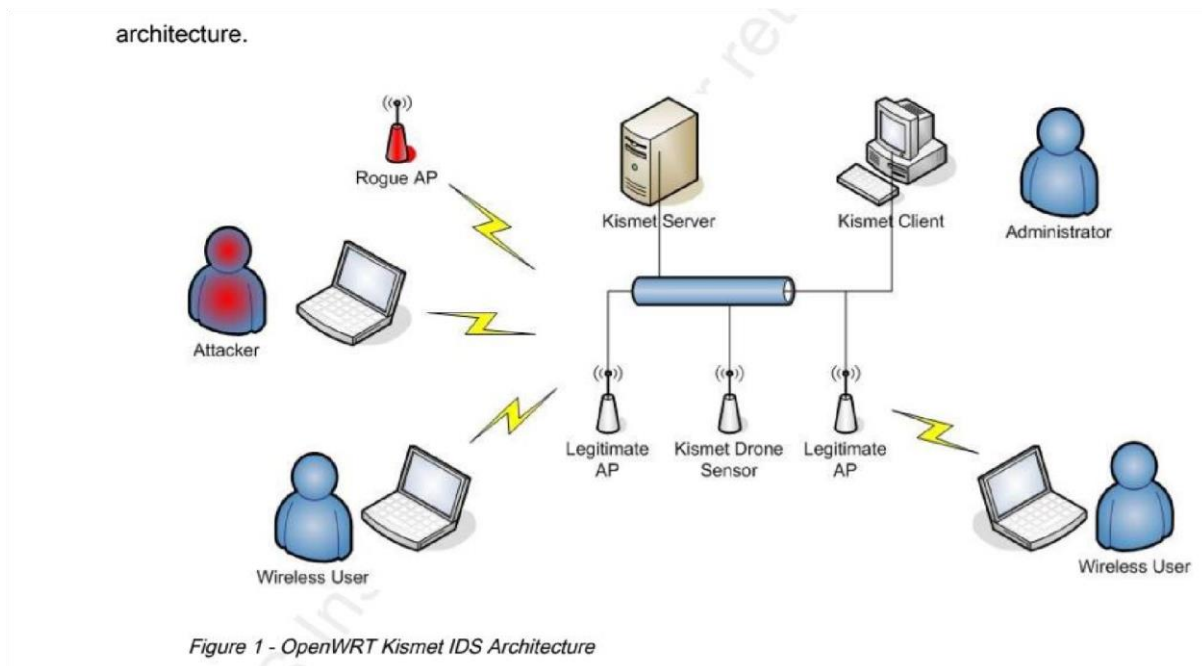 architecture.
Rogue AP
Kismet Server
Kismet Client
Administrator
Attacker
Legitimate
AP
Kismet Drone
Sensor
Legitimate
AP
Wireless User
Wireless User
Figure 1 - OpenWRT Kismet IDS Architecture